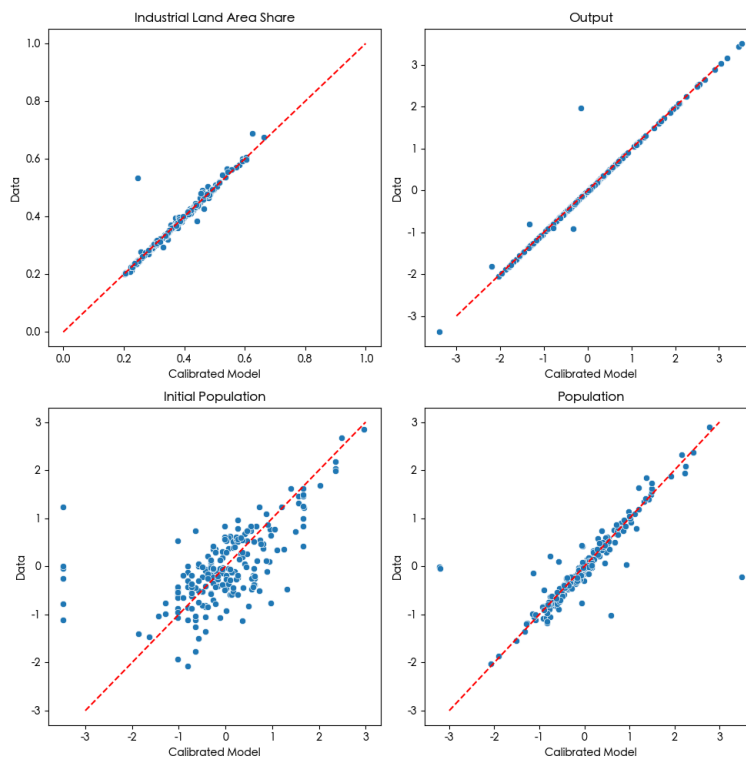 Industrial Land Area Share
1.0
0.8
0.6
0.4
0.2
0.0
Data
0.0 0.2 0.4 0.6 0.8 1.0
Calibrated Model
Output
3
2
1
0
-1
-2
-3
Data
-3 -2 -1 0 1 2 3
Calibrated Model
Initial Population
3
2
1
0
-1
-2
-3
Data
-3 -2 -1 0 1 2 3
Calibrated Model
Population
3
2
1
0
-1
-2
-3
Data
-3 -2 -1 0 1 2 3
Calibrated Model